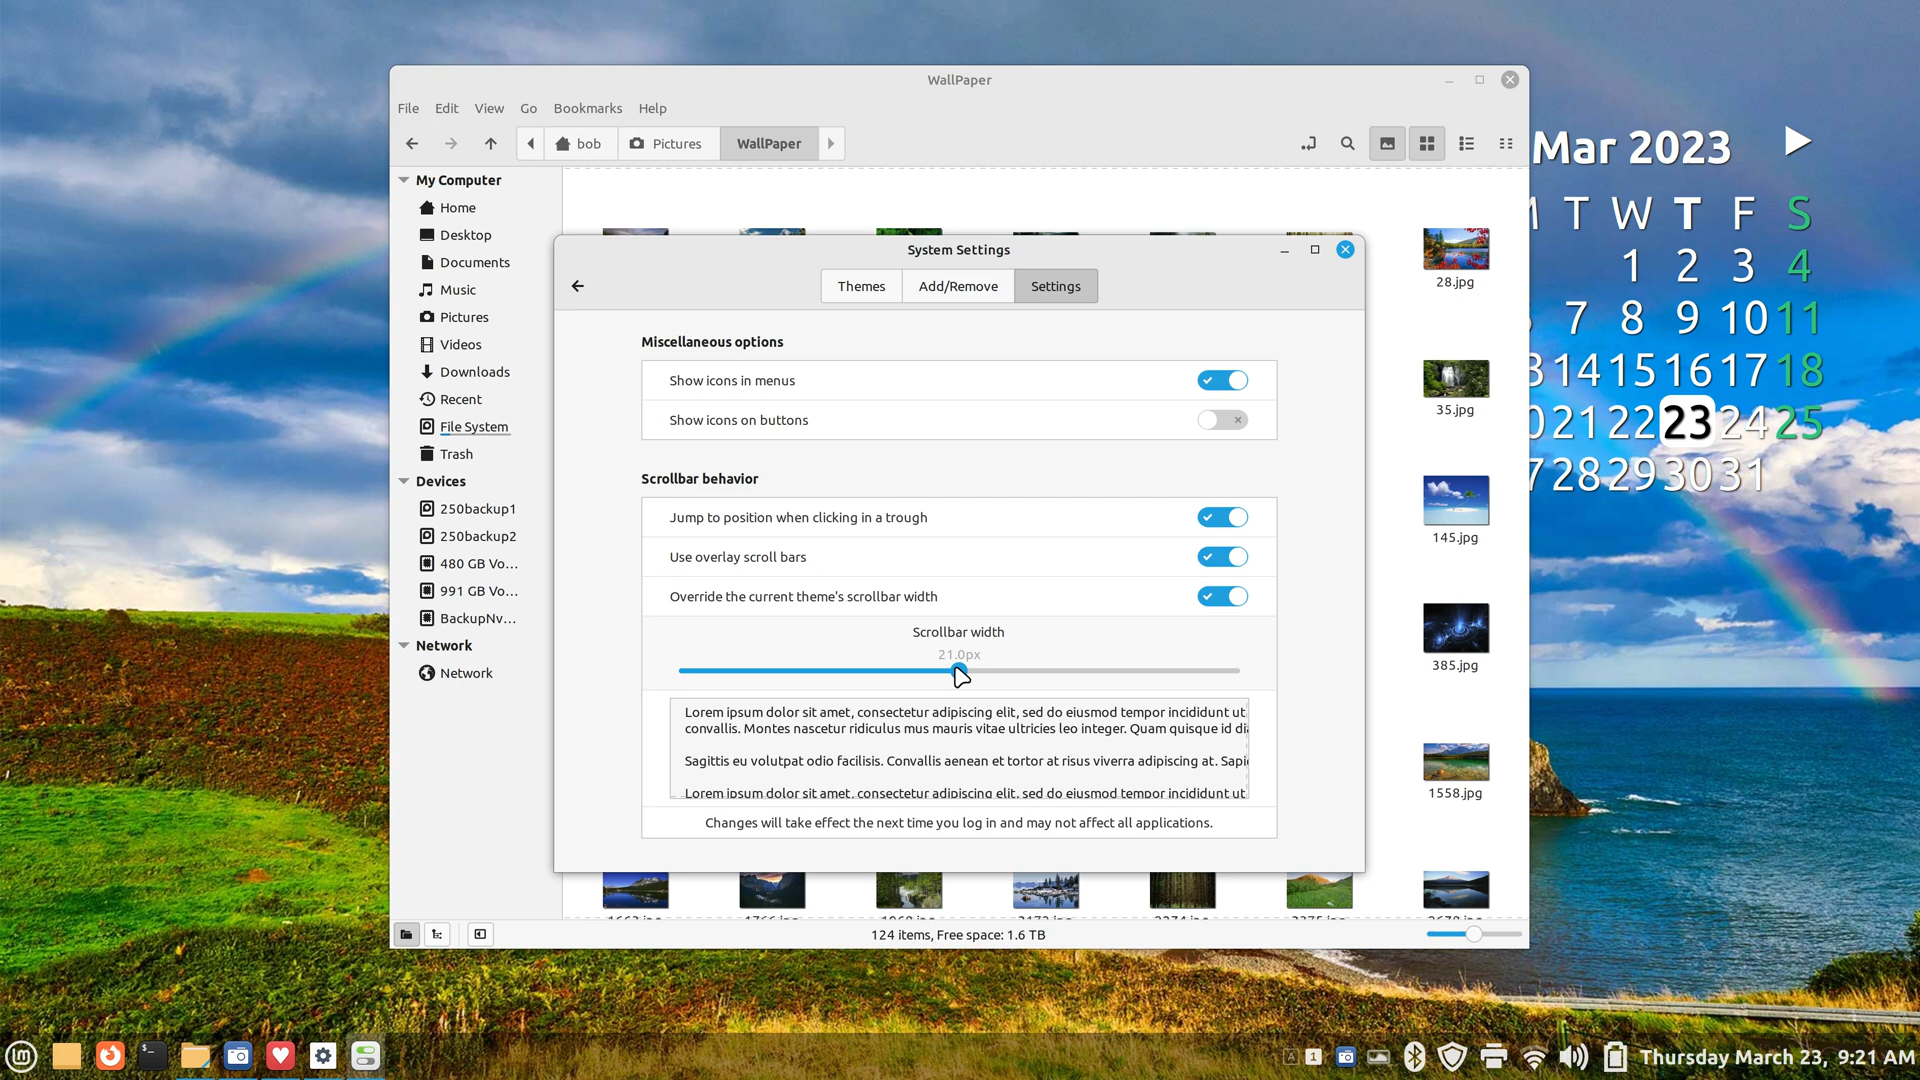 WallPaper
File Edit View Go Bookmarks Help
bob Pictures WallPaper
My Computer
Home
Desktop
Documents
Music
Pictures
Videos
Downloads
Recent
File System
Trash
Devices
250backup1
250backup2
480 GB Vo...
991 GB Vo...
BackupNv...
Network
Network
28.jpg
35.jpg
145.jpg
385.jpg
1558.jpg
124 items, Free space: 1.6 TB
System Settings
Themes Add/Remove Settings
Miscellaneous options
Show icons in menus
Show icons on buttons
Scrollbar behavior
Jump to position when clicking in a trough
Use overlay scroll bars
Override the current theme's scrollbar width
Scrollbar width
21.0px
Lorem ipsum dolor sit amet, consectetur adipiscing elit, sed do eiusmod tempor incididunt ut
convallis. Montes nascetur ridiculus mus mauris vitae ultricies leo integer. Quam quisque id
Sagittis eu volutpat odio facilisis. Convallis aenean et tortor at risus viverra adipiscing at.
Lorem ipsum dolor sit amet, consectetur adipiscing elit, sed do eiusmod tempor incididunt ut
Changes will take effect the next time you log in and may not affect all applications.
Mar 2023
T W T F S
1 2 3 4
7 8 9 10 11
14 15 16 17 18
21 22 23 24 25
28 29 30 31
A 1 Thursday March 23, 9:21 AM